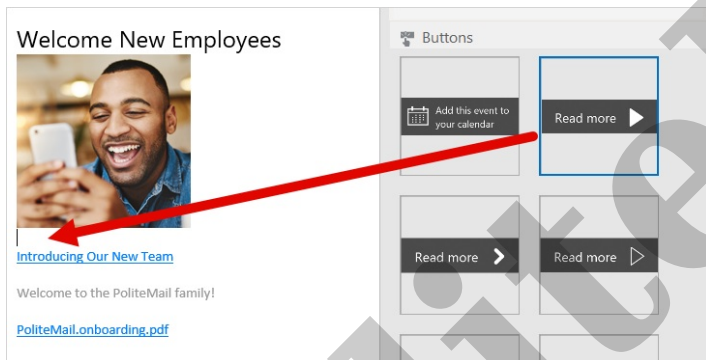 Welcome New Employees
Introducing Our New Team
Welcome to the PoliteMail family!
PoliteMail.onboarding.pdf
Buttons
Add this event to
your calendar
Read more
Read more
Read more